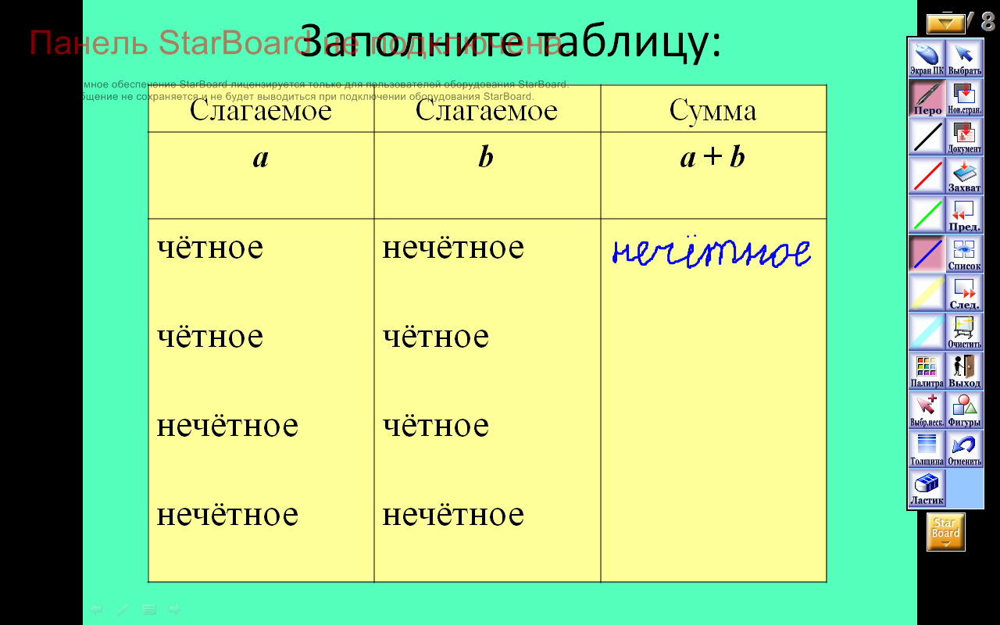 / 8
Панель StarBoard не подключена.
Заполните таблицу:
мное обеспечение StarBoard лицензируется только для пользователей оборудования StarBoard.
бщение не сохраняется и не будет выводиться при подключении оборудования StarBoard.
Слагаемое Слагаемое Сумма
a b a + b
чётное нечётное нечётное
чётное чётное
нечётное чётное
нечётное нечётное
Экран ПК Выбрать
Перо Нов.стран.
Документ
Захват
Пред.
Список
След.
Очистить
Палитра Выход
Выбр.неск. Фигуры
Толщина Отменить
Ластик
Star
Board